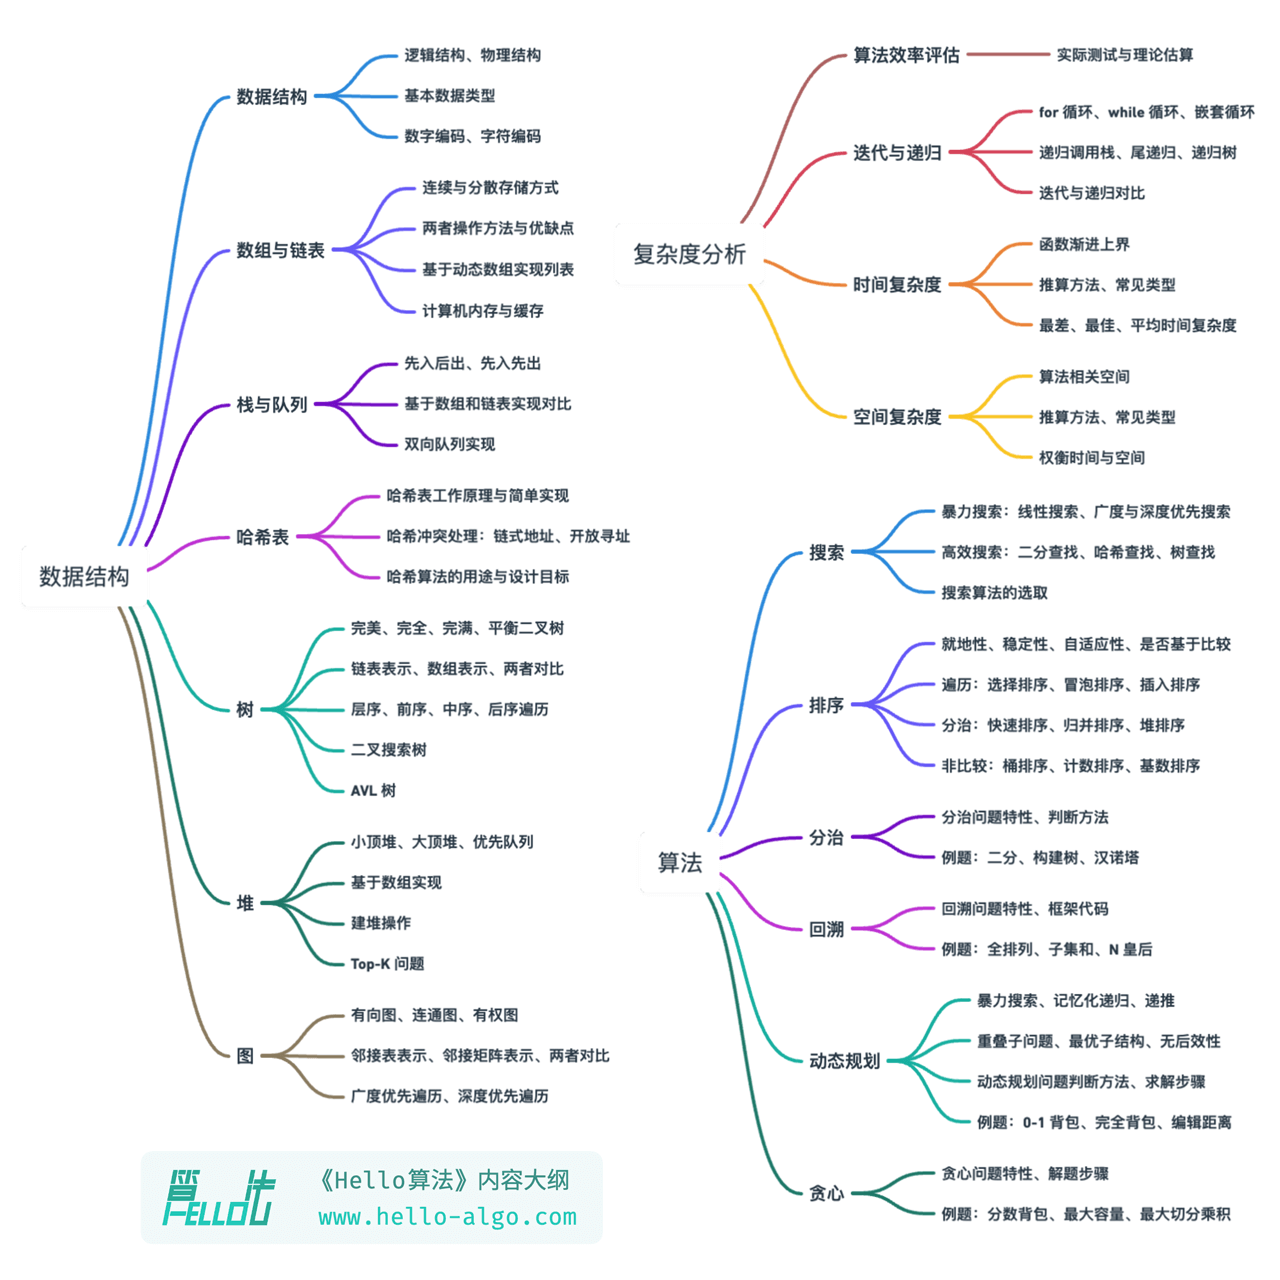 数据结构
数据结构
逻辑结构、物理结构
基本数据类型
数字编码、字符编码
数组与链表
连续与分散存储方式
两者操作方法与优缺点
基于动态数组实现列表
计算机内存与缓存
栈与队列
先入后出、先入先出
基于数组和链表实现对比
双向队列实现
哈希表
哈希表工作原理与简单实现
哈希冲突处理：链式地址、开放寻址
哈希算法的用途与设计目标
树
完美、完全、完满、平衡二叉树
链表表示、数组表示、两者对比
层序、前序、中序、后序遍历
二叉搜索树
AVL 树
堆
小顶堆、大顶堆、优先队列
基于数组实现
建堆操作
Top-K 问题
图
有向图、连通图、有权图
邻接表表示、邻接矩阵表示、两者对比
广度优先遍历、深度优先遍历
复杂度分析
算法效率评估
实际测试与理论估算
迭代与递归
for 循环、while 循环、嵌套循环
递归调用栈、尾递归、递归树
迭代与递归对比
时间复杂度
函数渐进上界
推算方法、常见类型
最差、最佳、平均时间复杂度
空间复杂度
算法相关空间
推算方法、常见类型
权衡时间与空间
算法
搜索
暴力搜索：线性搜索、广度与深度优先搜索
高效搜索：二分查找、哈希查找、树查找
搜索算法的选取
排序
就地性、稳定性、自适应性、是否基于比较
遍历：选择排序、冒泡排序、插入排序
分治：快速排序、归并排序、堆排序
非比较：桶排序、计数排序、基数排序
分治
分治问题特性、判断方法
例题：二分、构建树、汉诺塔
回溯
回溯问题特性、框架代码
例题：全排列、子集和、N 皇后
动态规划
暴力搜索、记忆化递归、递推
重叠子问题、最优子结构、无后效性
动态规划问题判断方法、求解步骤
例题：0-1 背包、完全背包、编辑距离
贪心
贪心问题特性、解题步骤
例题：分数背包、最大容量、最大切分乘积
算法
HELLO
《Hello算法》内容大纲
www.hello-algo.com